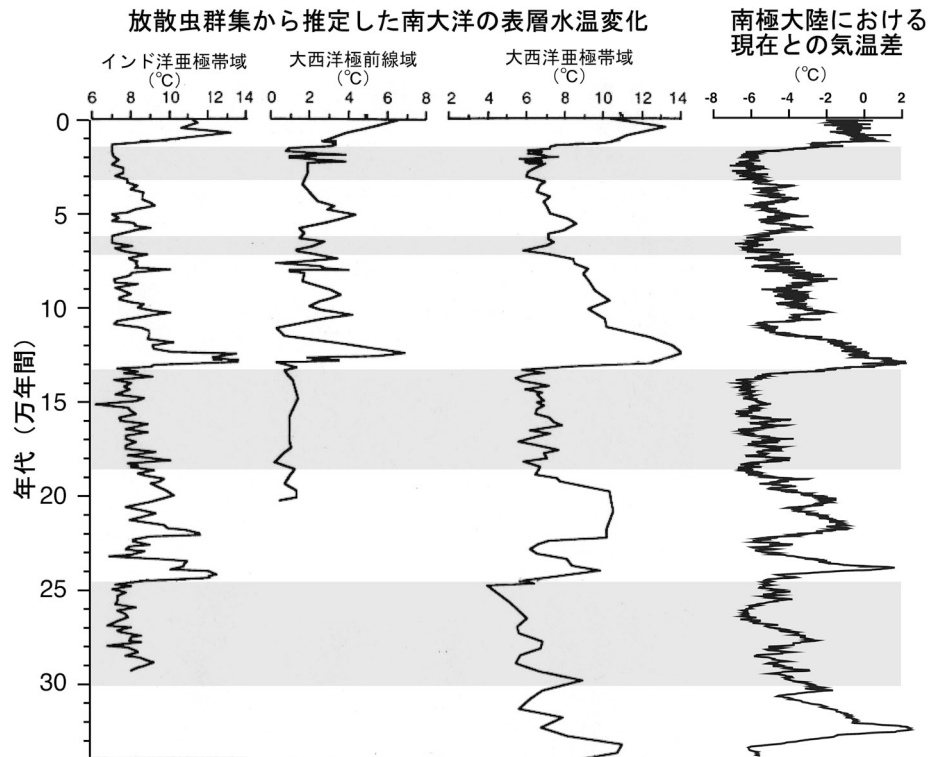 放散虫群集から推定した南大洋の表層水温変化
南極大陸における
現在との気温差
インド洋亜極帯域
(℃)
大西洋極前線域
(℃)
大西洋亜極帯域
(℃)
(℃)
6 8 10 12 14
0 2 4 6 8
2 4 6 8 10 12 14
-8 -6 -4 -2 0 2
年代（万年間）
0
5
10
15
20
25
30